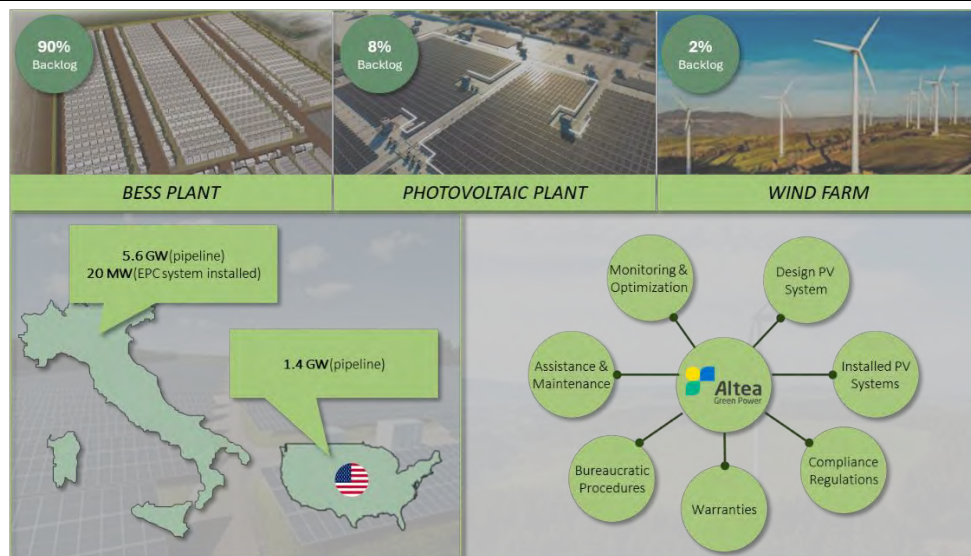 90%
Backlog
8%
Backlog
2%
Backlog
BESS PLANT
PHOTOVOLTAIC PLANT
WIND FARM
5.6 GW(pipeline)
20 MW(EPC system installed)
1.4 GW(pipeline)
Monitoring &
Optimization
Design PV
System
Assistance &
Maintenance
Altea
Green Power
Installed PV
Systems
Bureaucratic
Procedures
Compliance
Regulations
Warranties